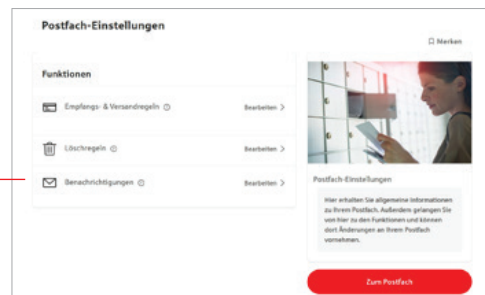 Postfach-Einstellungen
Merken
Funktionen
Empfangs- & Versandregeln
Bearbeiten >
Löschregeln
Bearbeiten >
Benachrichtigungen
Bearbeiten >
Postfach-Einstellungen
Hier erhalten Sie allgemeine Informationen
zu Ihrem Postfach. Außerdem gelangen Sie
von hier zu den Funktionen und können
dort Änderungen an Ihrem Postfach
vornehmen.
Zum Postfach